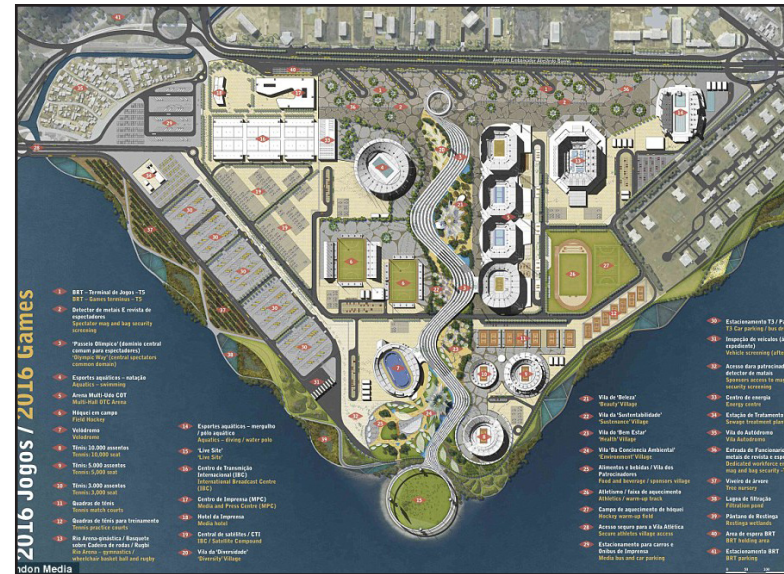 Avenida Embaixador Abelardo Bueno
2016 Jogos / 2016 Games
1 BRT – Terminal de Jogos – T5
BRT – Games terminus – T5
2 Detector de metais E revista de
espectadores
Spectator mag and bag security
screening
3 'Passeio Olímpico' (domínio central
comum para espectadores)
'Olympic Way' (central spectators
common domain)
4 Esportes aquáticas – natação
Aquatics – swimming
5 Arena Multi-Uso COT
Multi-Hall OTC Arena
6 Hóquei em campo
Field Hockey
7 Velódromo
Velodrome
8 Tênis: 10.000 assentos
Tennis: 10,000 seat
9 Tênis: 5.000 assentos
Tennis: 5,000 seat
10 Tênis: 3.000 assentos
Tennis: 3,000 seat
11 Quadras de tênis
Tennis match courts
12 Quadras de tênis para treinamento
Tennis practice courts
13 Rio Arena-ginástica / Basquete
sobre Cadeira de rodas / Rugbi
Rio Arena – gymnastics /
wheelchair basket ball and rugby
14 Esportes aquáticas – mergulho
/ pólo aquático
Aquatics – diving / water polo
15 'Live Site'
'Live Site'
16 Centro de Transmição
Internacional (IBC)
International Broadcast Centre
(IBC)
17 Centro de Imprensa (MPC)
Media and Press Centre (MPC)
18 Hotel da Imprensa
Media hotel
19 Central de satélites / CTI
IBC / Satellite Compound
20 Vila da 'Diversidade'
'Diversity' Village
21 Vila de 'Beleza'
'Beauty' Village
22 Vila da 'Sustentabilidade'
'Sustenance' Village
23 Vila do 'Bem Estar'
'Health' Village
24 Vila 'Da Conciencia Ambiental'
'Environment' Village
25 Alimentos e bebidas / Vila dos
Patrocinadores
Food and beverage / sponsors village
26 Atletismo / faixa de aquecimento
Athletics / warm-up track
27 Campo de aquecimento de hóquei
Hockey warm-up field
28 Acesso seguro para a Vila Atlética
Secure athletes village access
29 Estacionamento para carros e
Ônibus de Imprensa
Media bus and car parking
30 Estacionamento T3 / Pa
T3 Car parking / bus d
31 Inspeção de veículos (a
expediente)
Vehicle screening (afte
32 Acesso dara patrocinad
detector de metais
Sponsors access to ma
security screening
33 Centro de energia
Energy centre
34 Estação de Tratamento
Sewage treatment plan
35 Vila do Autódromo
Vila Autodromo
36 Entrada de Funcionario
metais de revista e espe
Dedicated workforce en
mag and bag security
37 Viveiro de árvore
Tree nursery
38 Lagoa de filtração
Filtration pond
39 Pântano de Restinga
Restinga wetlands
40 Área de espera BRT
BRT holding area
41 Estacionamento BRT
BRT parking
ndon Media